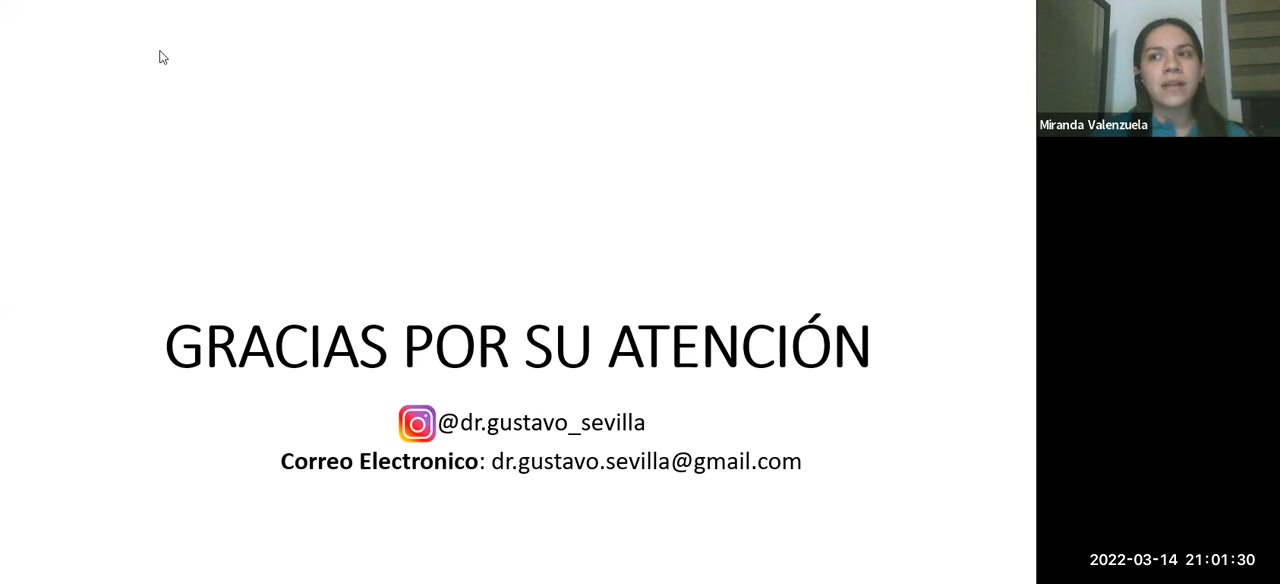 GRACIAS POR SU ATENCIÓN
@dr.gustavo_sevilla
Correo Electronico: dr.gustavo.sevilla@gmail.com
Miranda Valenzuela
2022-03-14 21:01:30